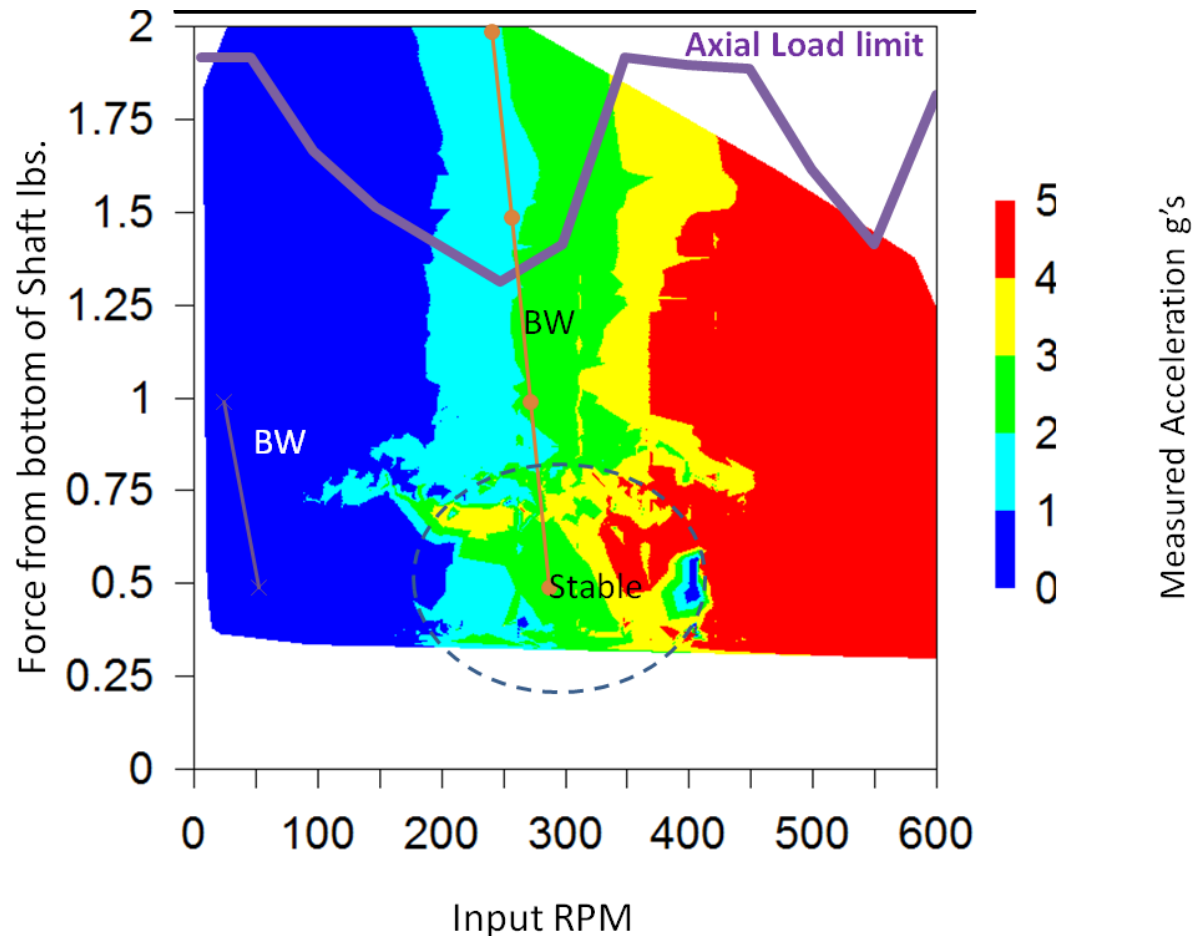 Axial Load limit
Force from bottom of Shaft lbs.
2
1.75
1.5
1.25
1
0.75
0.5
0.25
0
BW
BW
Stable
0 100 200 300 400 500 600
Input RPM
5
4
3
2
1
0
Measured Acceleration g's